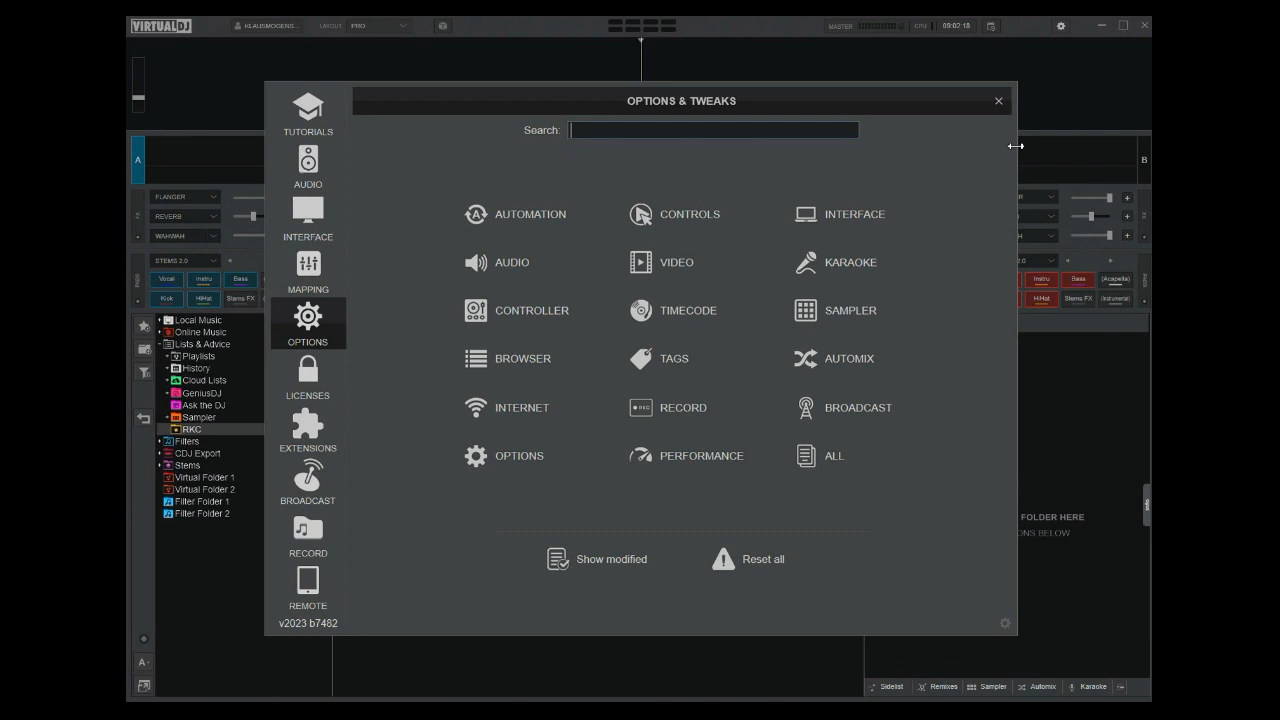 VIRTUALDJ
KLAUSMOGENS...
LAYOUT PRO
MASTER
CPU
09:02:18
OPTIONS & TWEAKS
Search:
TUTORIALS
AUDIO
INTERFACE
MAPPING
OPTIONS
LICENSES
EXTENSIONS
BROADCAST
RECORD
REMOTE
v2023 b7482
AUTOMATION CONTROLS INTERFACE
AUDIO VIDEO KARAOKE
CONTROLLER TIMECODE SAMPLER
BROWSER TAGS AUTOMIX
INTERNET RECORD BROADCAST
OPTIONS PERFORMANCE ALL
Show modified Reset all
A
B
FLANGER
REVERB
WAHWAH
STEMS 2.0
Vocal Instru Bass
Kick HiHat Stems FX
2.0
Instru Bass (Acapella)
HiHat Stems FX (Instrumental)
Local Music
Online Music
Lists & Advice
Playlists
History
Cloud Lists
GeniusDJ
Ask the DJ
Sampler
RKC
Filters
CDJ Export
Stems
Virtual Folder 1
Virtual Folder 2
Filter Folder 1
Filter Folder 2
FOLDER HERE
ONS BELOW
Sidelist Remixes Sampler Automix Karaoke